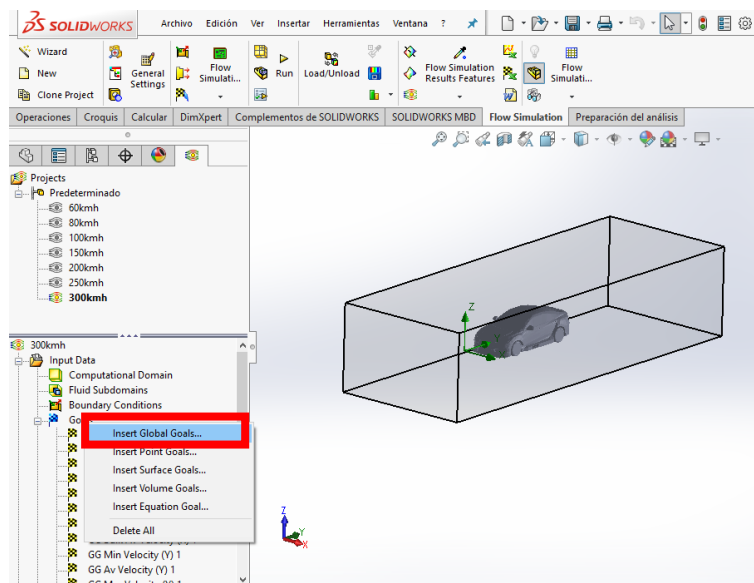 SOLIDWORKS Archivo Edición Ver Insertar Herramientas Ventana ?
Wizard
New
Clone Project
General Settings
Flow Simulati...
Run
Load/Unload
Flow Simulation Results Features
Flow Simulati...
Operaciones Croquis Calcular DimXpert Complementos de SOLIDWORKS SOLIDWORKS MBD Flow Simulation Preparación del análisis
Projects
Predeterminado
60kmh
80kmh
100kmh
150kmh
200kmh
250kmh
300kmh
300kmh
Input Data
Computational Domain
Fluid Subdomains
Boundary Conditions
Insert Global Goals...
Insert Point Goals...
Insert Surface Goals...
Insert Volume Goals...
Insert Equation Goal...
Delete All
GG Min Velocity (Y) 1
GG Av Velocity (Y) 1
Z
Z
Y
X